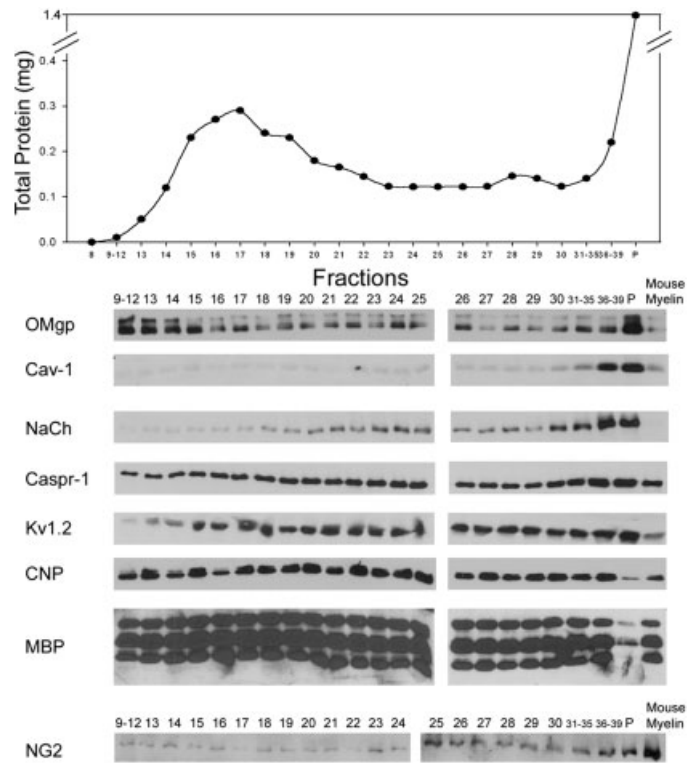 1.4
0.4
0.3
0.2
0.1
0.0
Total Protein (mg)
8 9-12 13 14 15 16 17 18 19 20 21 22 23 24 25 26 27 28 29 30 31-35 36-39 P
Fractions
9-12 13 14 15 16 17 18 19 20 21 22 23 24 25 26 27 28 29 30 31-35 36-39 P Mouse Myelin
OMgp
Cav-1
NaCh
Caspr-1
Kv1.2
CNP
MBP
9-12 13 14 15 16 17 18 19 20 21 22 23 24 25 26 27 28 29 30 31-35 36-39 P Mouse Myelin
NG2